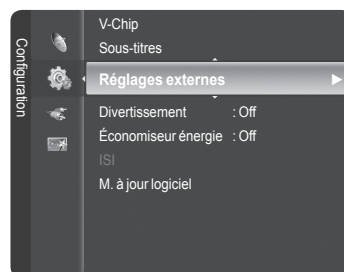 Configuration
V-Chip
Sous-titres
Réglages externes
Divertissement : Off
Économiseur énergie : Off
ISI
M. à jour logiciel